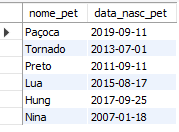 nome_pet data_nasc_pet
Paçoca 2019-09-11
Tornado 2013-07-01
Preto 2011-09-11
Lua 2015-08-17
Hung 2017-09-25
Nina 2007-01-18